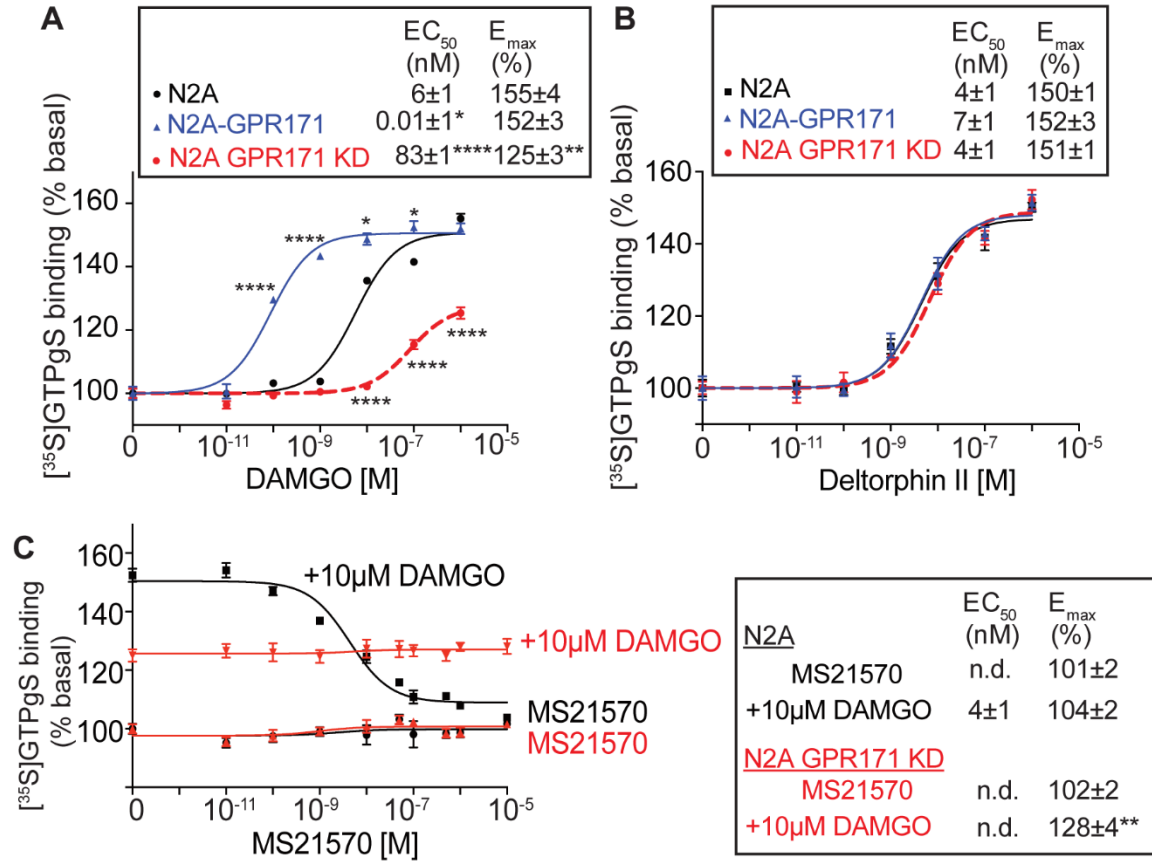 A
EC50 Emax
(nM) (%)
N2A 6±1 155±4
N2A-GPR171 0.01±1* 152±3
N2A GPR171 KD 83±1**** 125±3**
[35S]GTPgS binding (% basal)
160
140
120
100
**** **** * *
**** **** ****
0 10-11 10-9 10-7 10-5
DAMGO [M]
B
EC50 Emax
(nM) (%)
N2A 4±1 150±1
N2A-GPR171 7±1 152±3
N2A GPR171 KD 4±1 151±1
[35S]GTPgS binding (% basal)
160
140
120
100
0 10-11 10-9 10-7 10-5
Deltorphin II [M]
C
[35S]GTPgS binding
(% basal)
160
140
120
100
+10µM DAMGO
+10µM DAMGO
MS21570
MS21570
0 10-11 10-9 10-7 10-5
MS21570 [M]
EC50 Emax
(nM) (%)
N2A
MS21570 n.d. 101±2
+10µM DAMGO 4±1 104±2
N2A GPR171 KD
MS21570 n.d. 102±2
+10µM DAMGO n.d. 128±4**